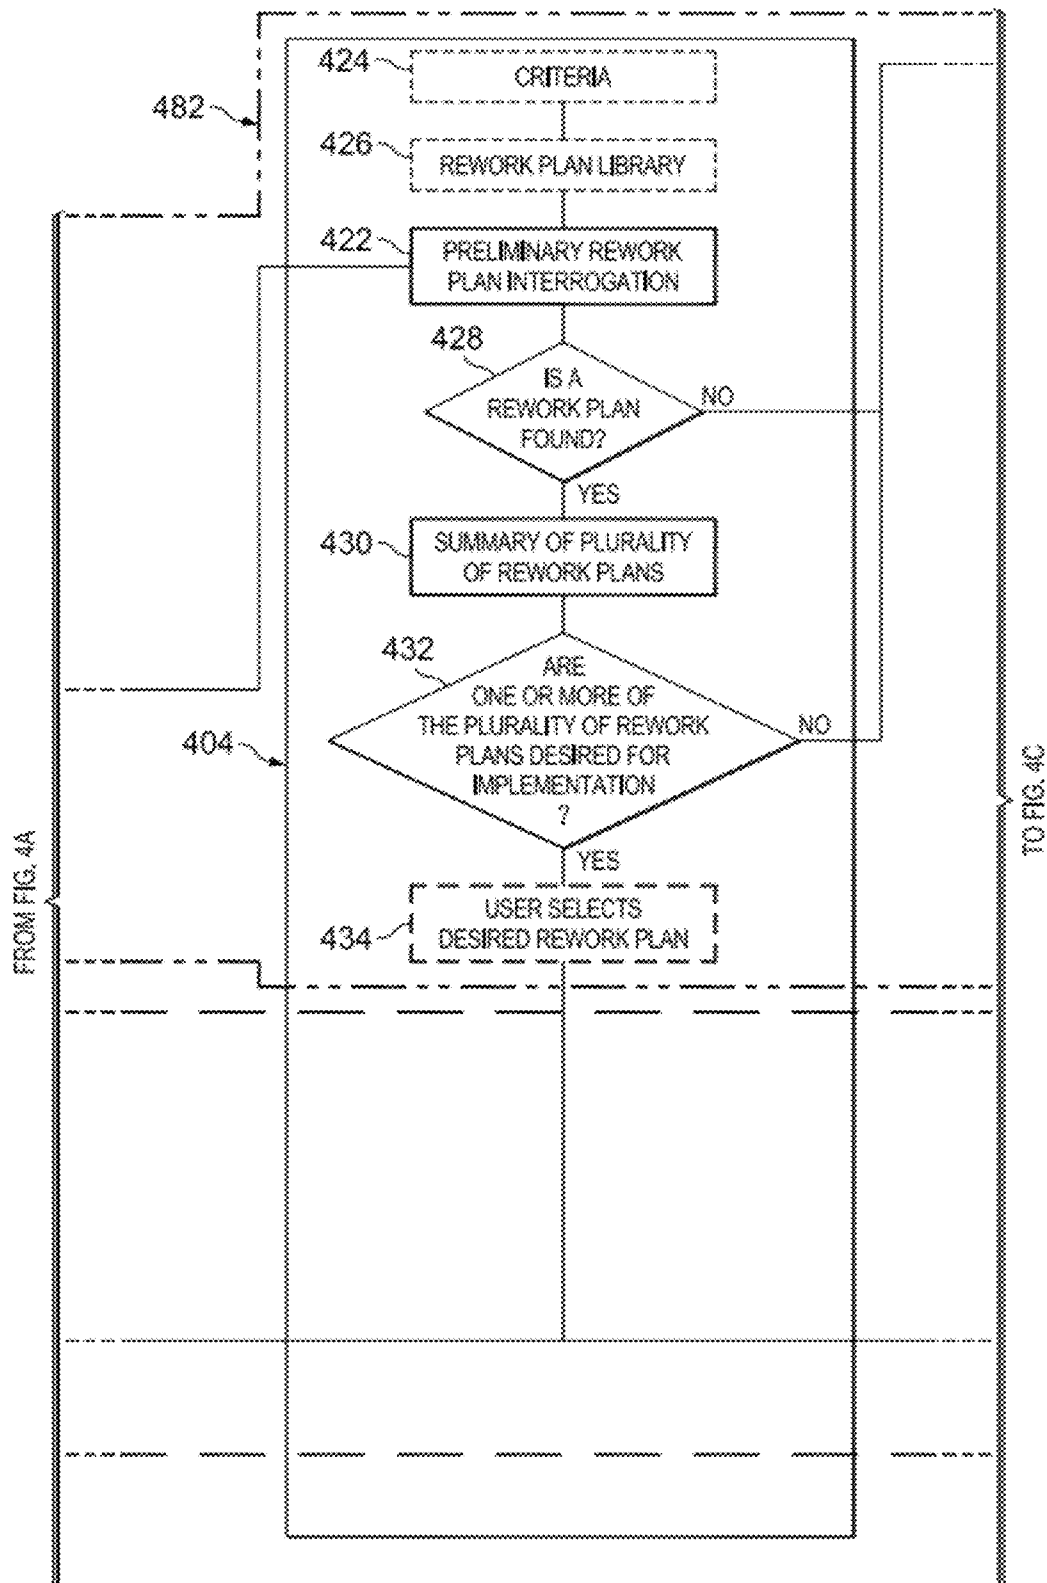 424
CRITERIA
482
426
REWORK PLAN LIBRARY
422
PRELIMINARY REWORK
PLAN INTERROGATION
428
IS A
REWORK PLAN
FOUND?
NO
YES
430
SUMMARY OF PLURALITY
OF REWORK PLANS
432
ARE
ONE OR MORE OF
THE PLURALITY OF REWORK
PLANS DESIRED FOR
IMPLEMENTATION
?
NO
404
YES
434
USER SELECTS
DESIRED REWORK PLAN
FROM FIG. 4A
TO FIG. 4C